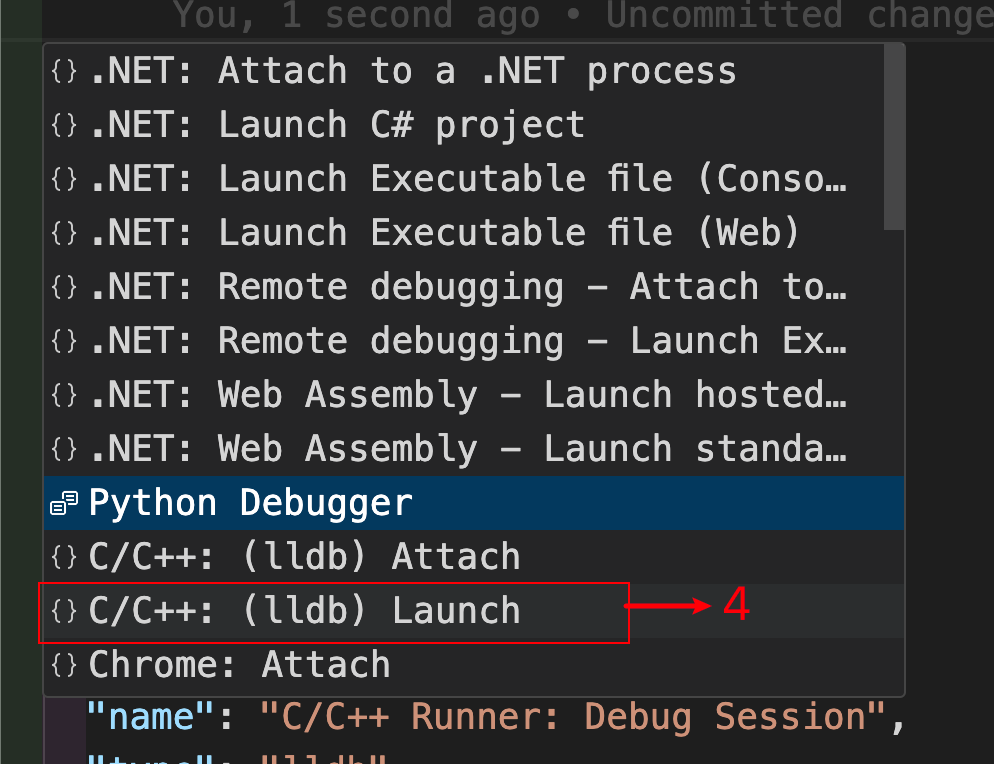 You, 1 second ago • Uncommitted change
{} .NET: Attach to a .NET process
{} .NET: Launch C# project
{} .NET: Launch Executable file (Conso…
{} .NET: Launch Executable file (Web)
{} .NET: Remote debugging – Attach to…
{} .NET: Remote debugging – Launch Ex…
{} .NET: Web Assembly – Launch hosted…
{} .NET: Web Assembly – Launch standa…
Python Debugger
{} C/C++: (lldb) Attach
{} C/C++: (lldb) Launch 4
{} Chrome: Attach
"name": "C/C++ Runner: Debug Session",
"type": "lldb"